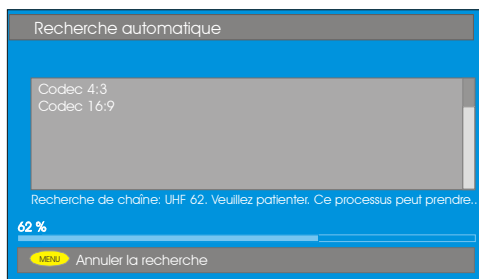 Recherche automatique
Codec 4:3
Codec 16:9
Recherche de chaîne: UHF 62. Veuillez patienter. Ce processus peut prendre..
62 %
MENU Annuler la recherche